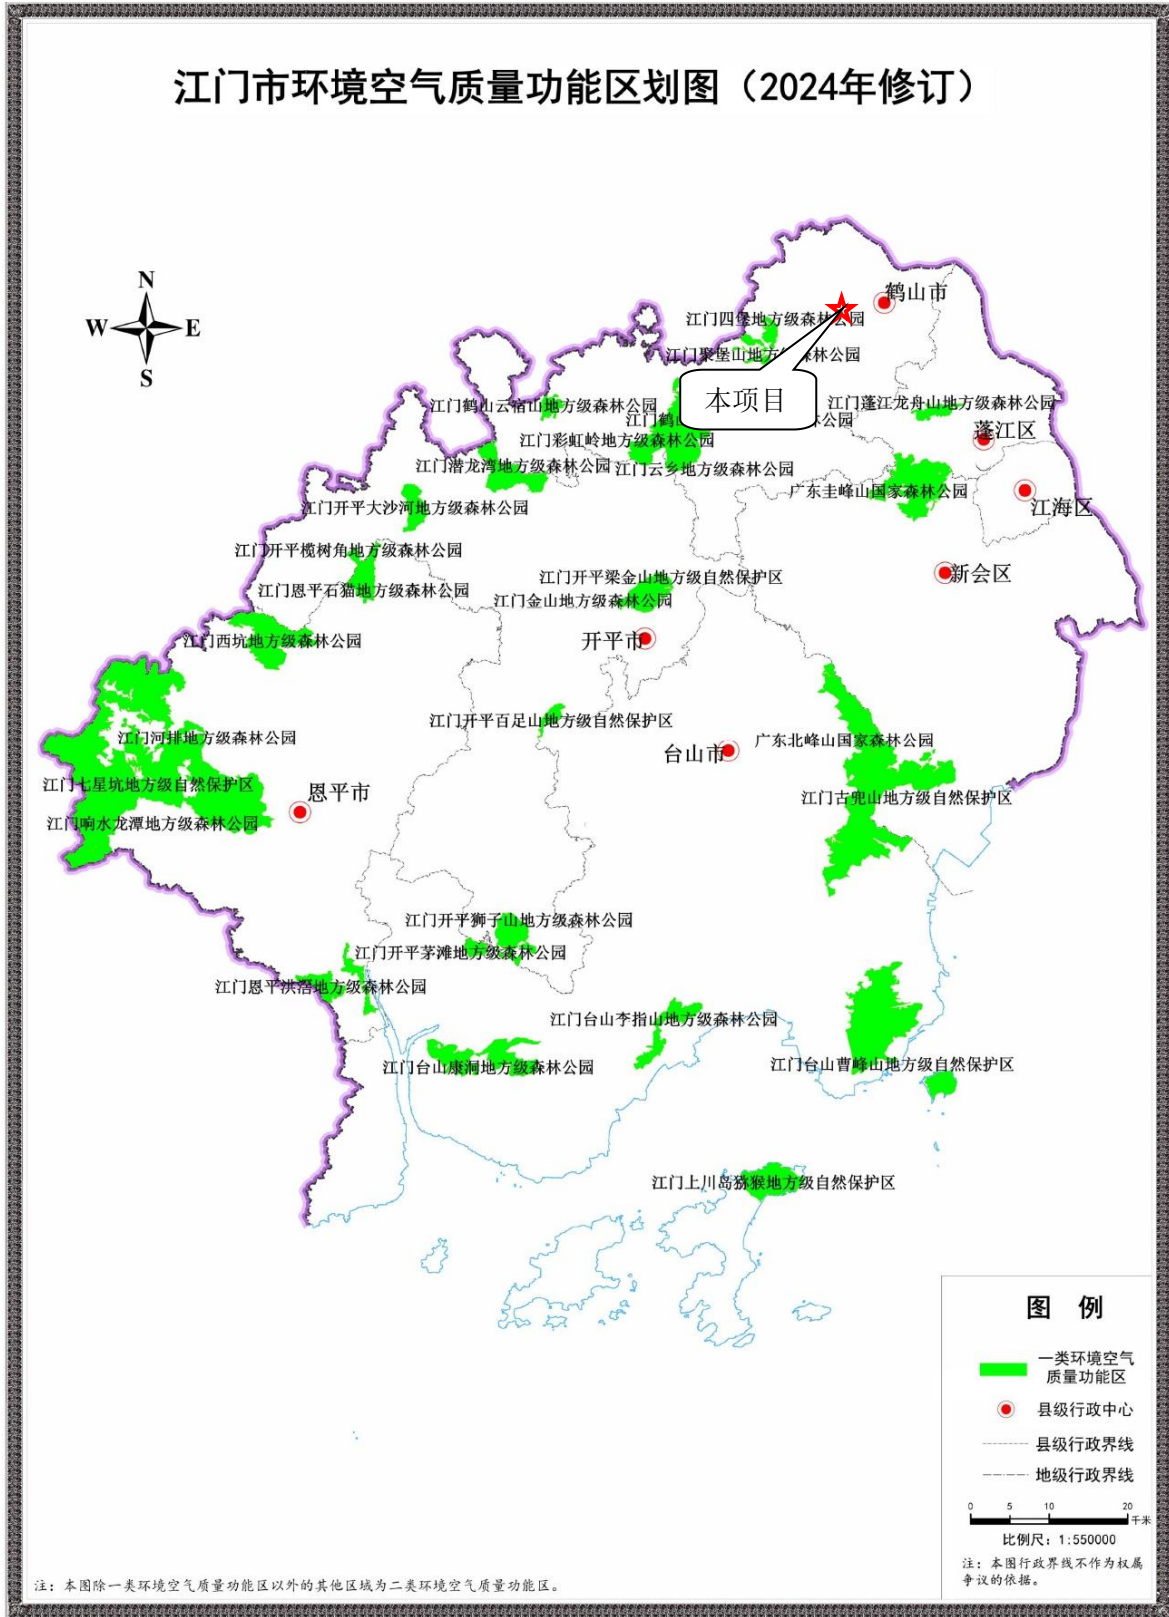 江门市环境空气质量功能区划图（2024年修订）
N
W
E
S
鹤山市
江门四堡地方级森林公园
江门聚堡山地方级森林公园
本项目
江门鹤山云宿山地方级森林公园
江门蓬江龙舟山地方级森林公园
江门鹤
公园
蓬江区
江门彩虹岭地方级森林公园
江门潜龙湾地方级森林公园
江门云乡地方级森林公园
广东圭峰山国家森林公园
江海区
江门开平大沙河地方级森林公园
江门开平榄树角地方级森林公园
新会区
江门开平梁金山地方级自然保护区
江门恩平石猫地方级森林公园
江门金山地方级森林公园
江门西坑地方级森林公园
开平市
江门开平百足山地方级自然保护区
江门河排地方级森林公园
台山市
广东北峰山国家森林公园
江门七星坑地方级自然保护区
恩平市
江门古兜山地方级自然保护区
江门响水龙潭地方级森林公园
江门开平狮子山地方级森林公园
江门开平茅滩地方级森林公园
江门恩平洪滘地方级森林公园
江门台山李指山地方级森林公园
江门台山康洞地方级森林公园
江门台山曹峰山地方级自然保护区
江门上川岛猕猴地方级自然保护区
图 例
一类环境空气
质量功能区
县级行政中心
县级行政界线
地级行政界线
0 5 10 20
千米
比例尺：1:550000
注：本图行政界线不作为权属
争议的依据。
注：本图除一类环境空气质量功能区以外的其他区域为二类环境空气质量功能区。